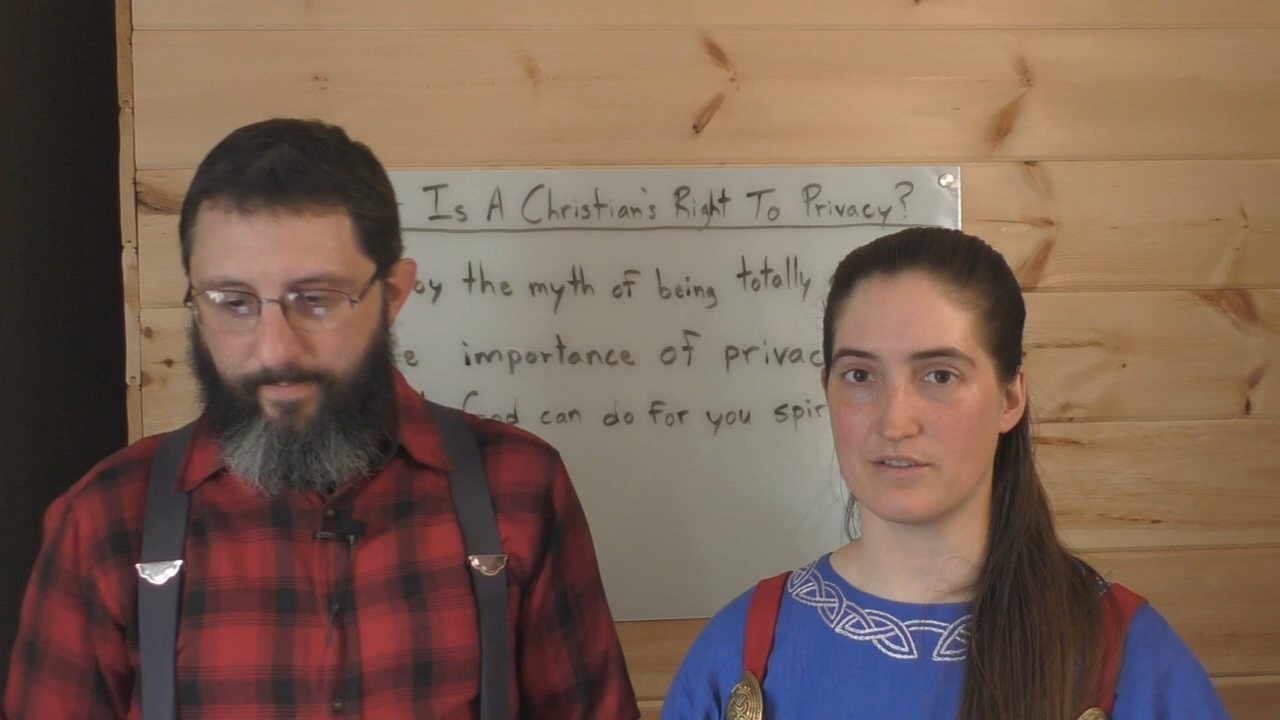 Is A Christian's Right To Privacy?
the myth of being totally
importance of privac
God can do for you spir